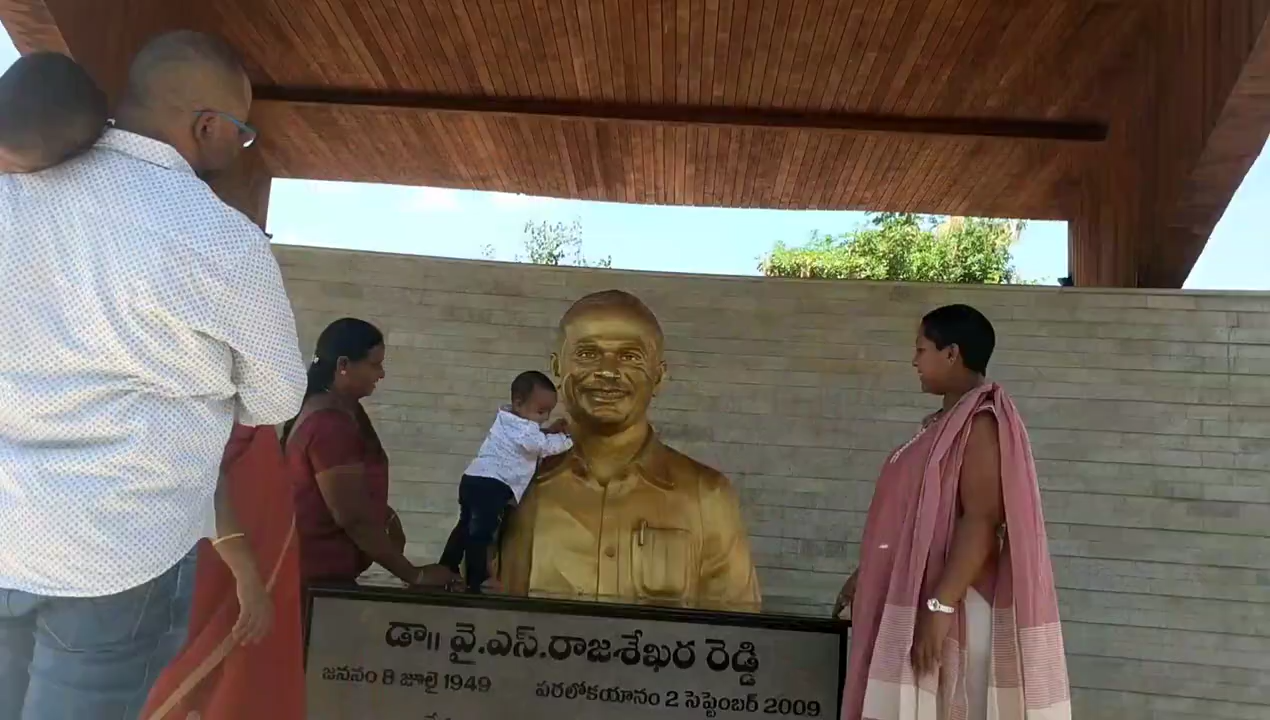 డా॥ వై.ఎస్.రాజశేఖర రెడ్డి
జననం 8 జూలై 1949 పరలోకయానం 2 సెప్టెంబర్ 2009